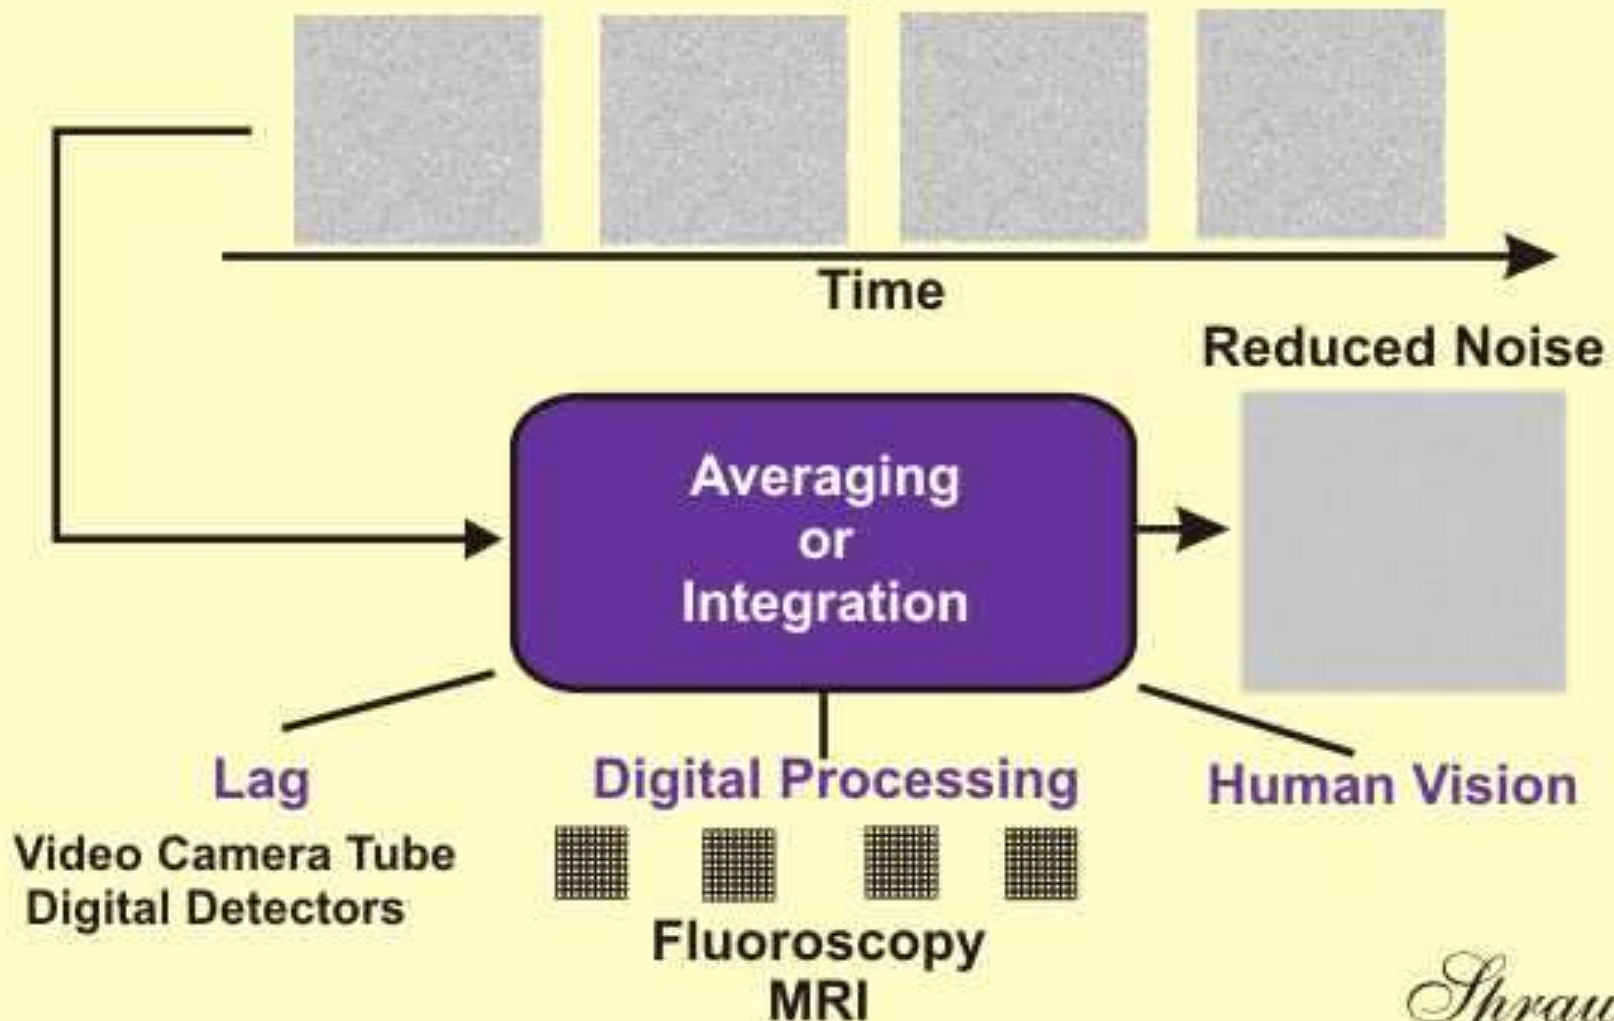 Time
Reduced Noise
Averaging
or
Integration
Lag
Digital Processing
Human Vision
Video Camera Tube
Digital Detectors
Fluoroscopy
MRI